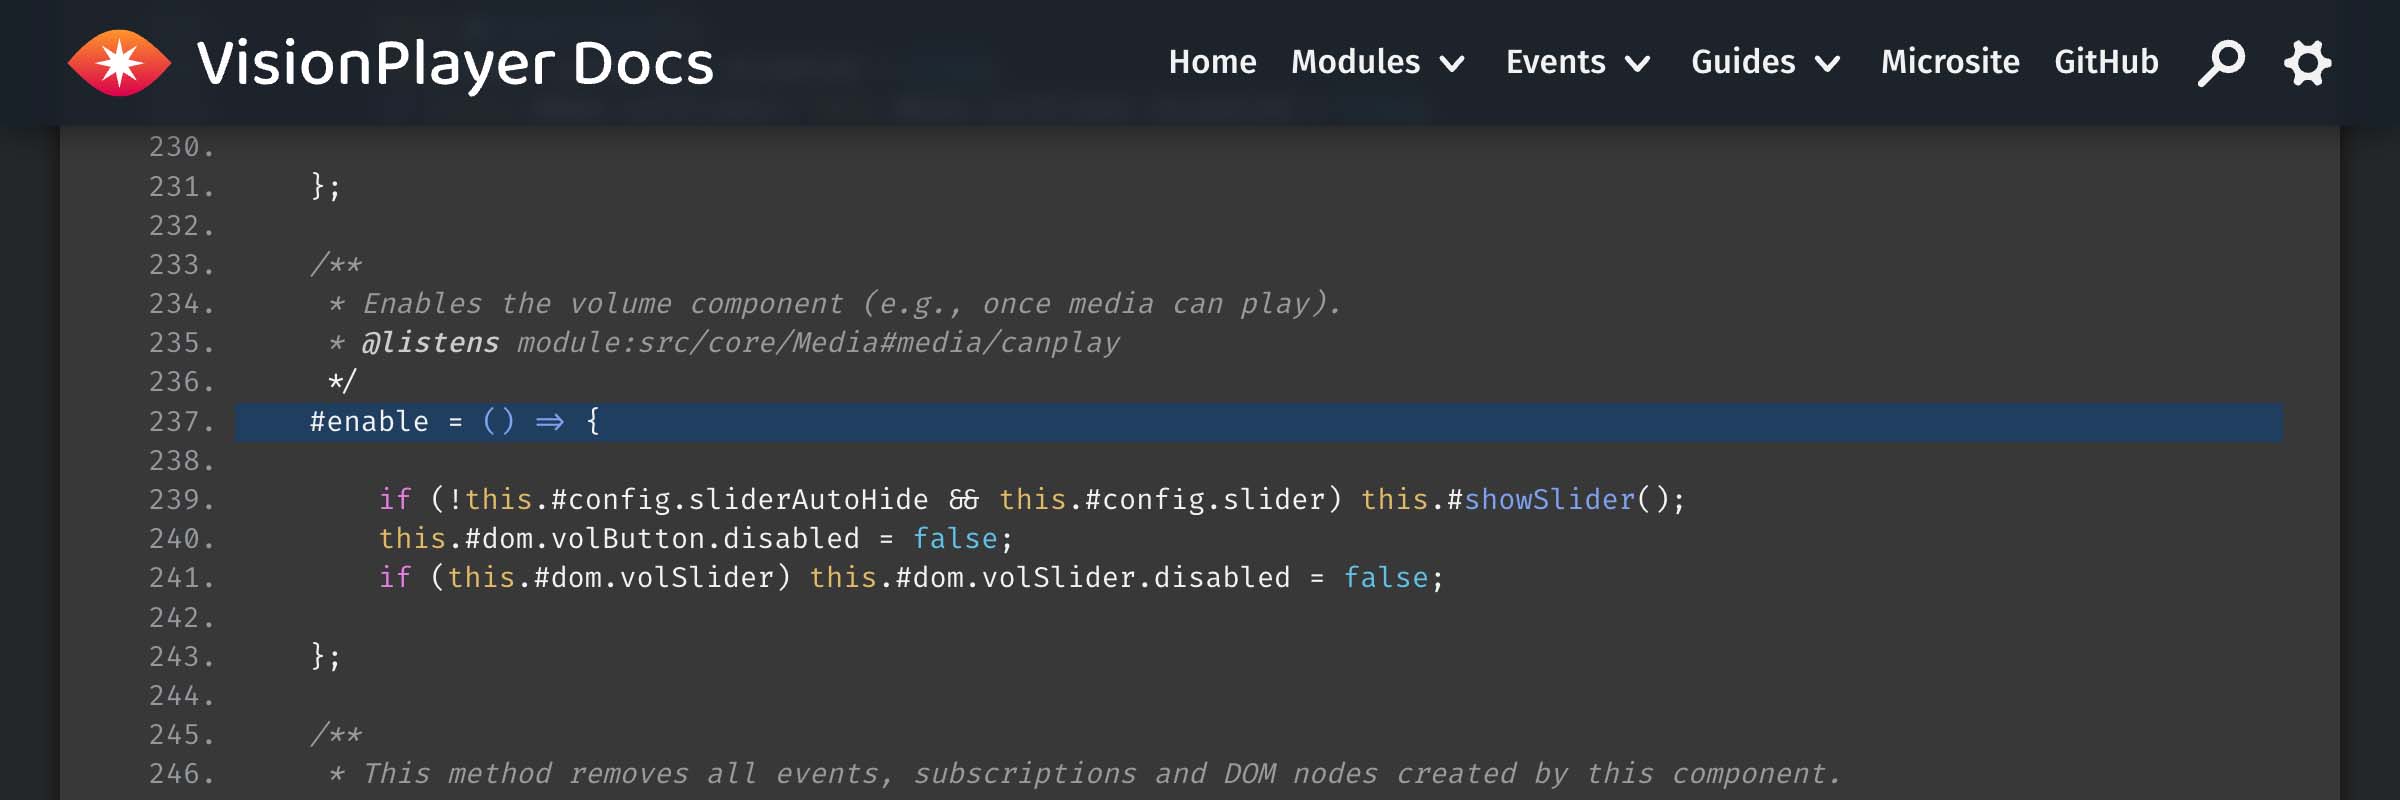 VisionPlayer Docs Home Modules Events Guides Microsite GitHub
230.
231. };
232.
233. /**
234. * Enables the volume component (e.g., once media can play).
235. * @listens module:src/core/Media#media/canplay
236. */
237. #enable = () => {
238.
239. if (!this.#config.sliderAutoHide && this.#config.slider) this.#showSlider();
240. this.#dom.volButton.disabled = false;
241. if (this.#dom.volSlider) this.#dom.volSlider.disabled = false;
242.
243. };
244.
245. /**
246. * This method removes all events, subscriptions and DOM nodes created by this component.